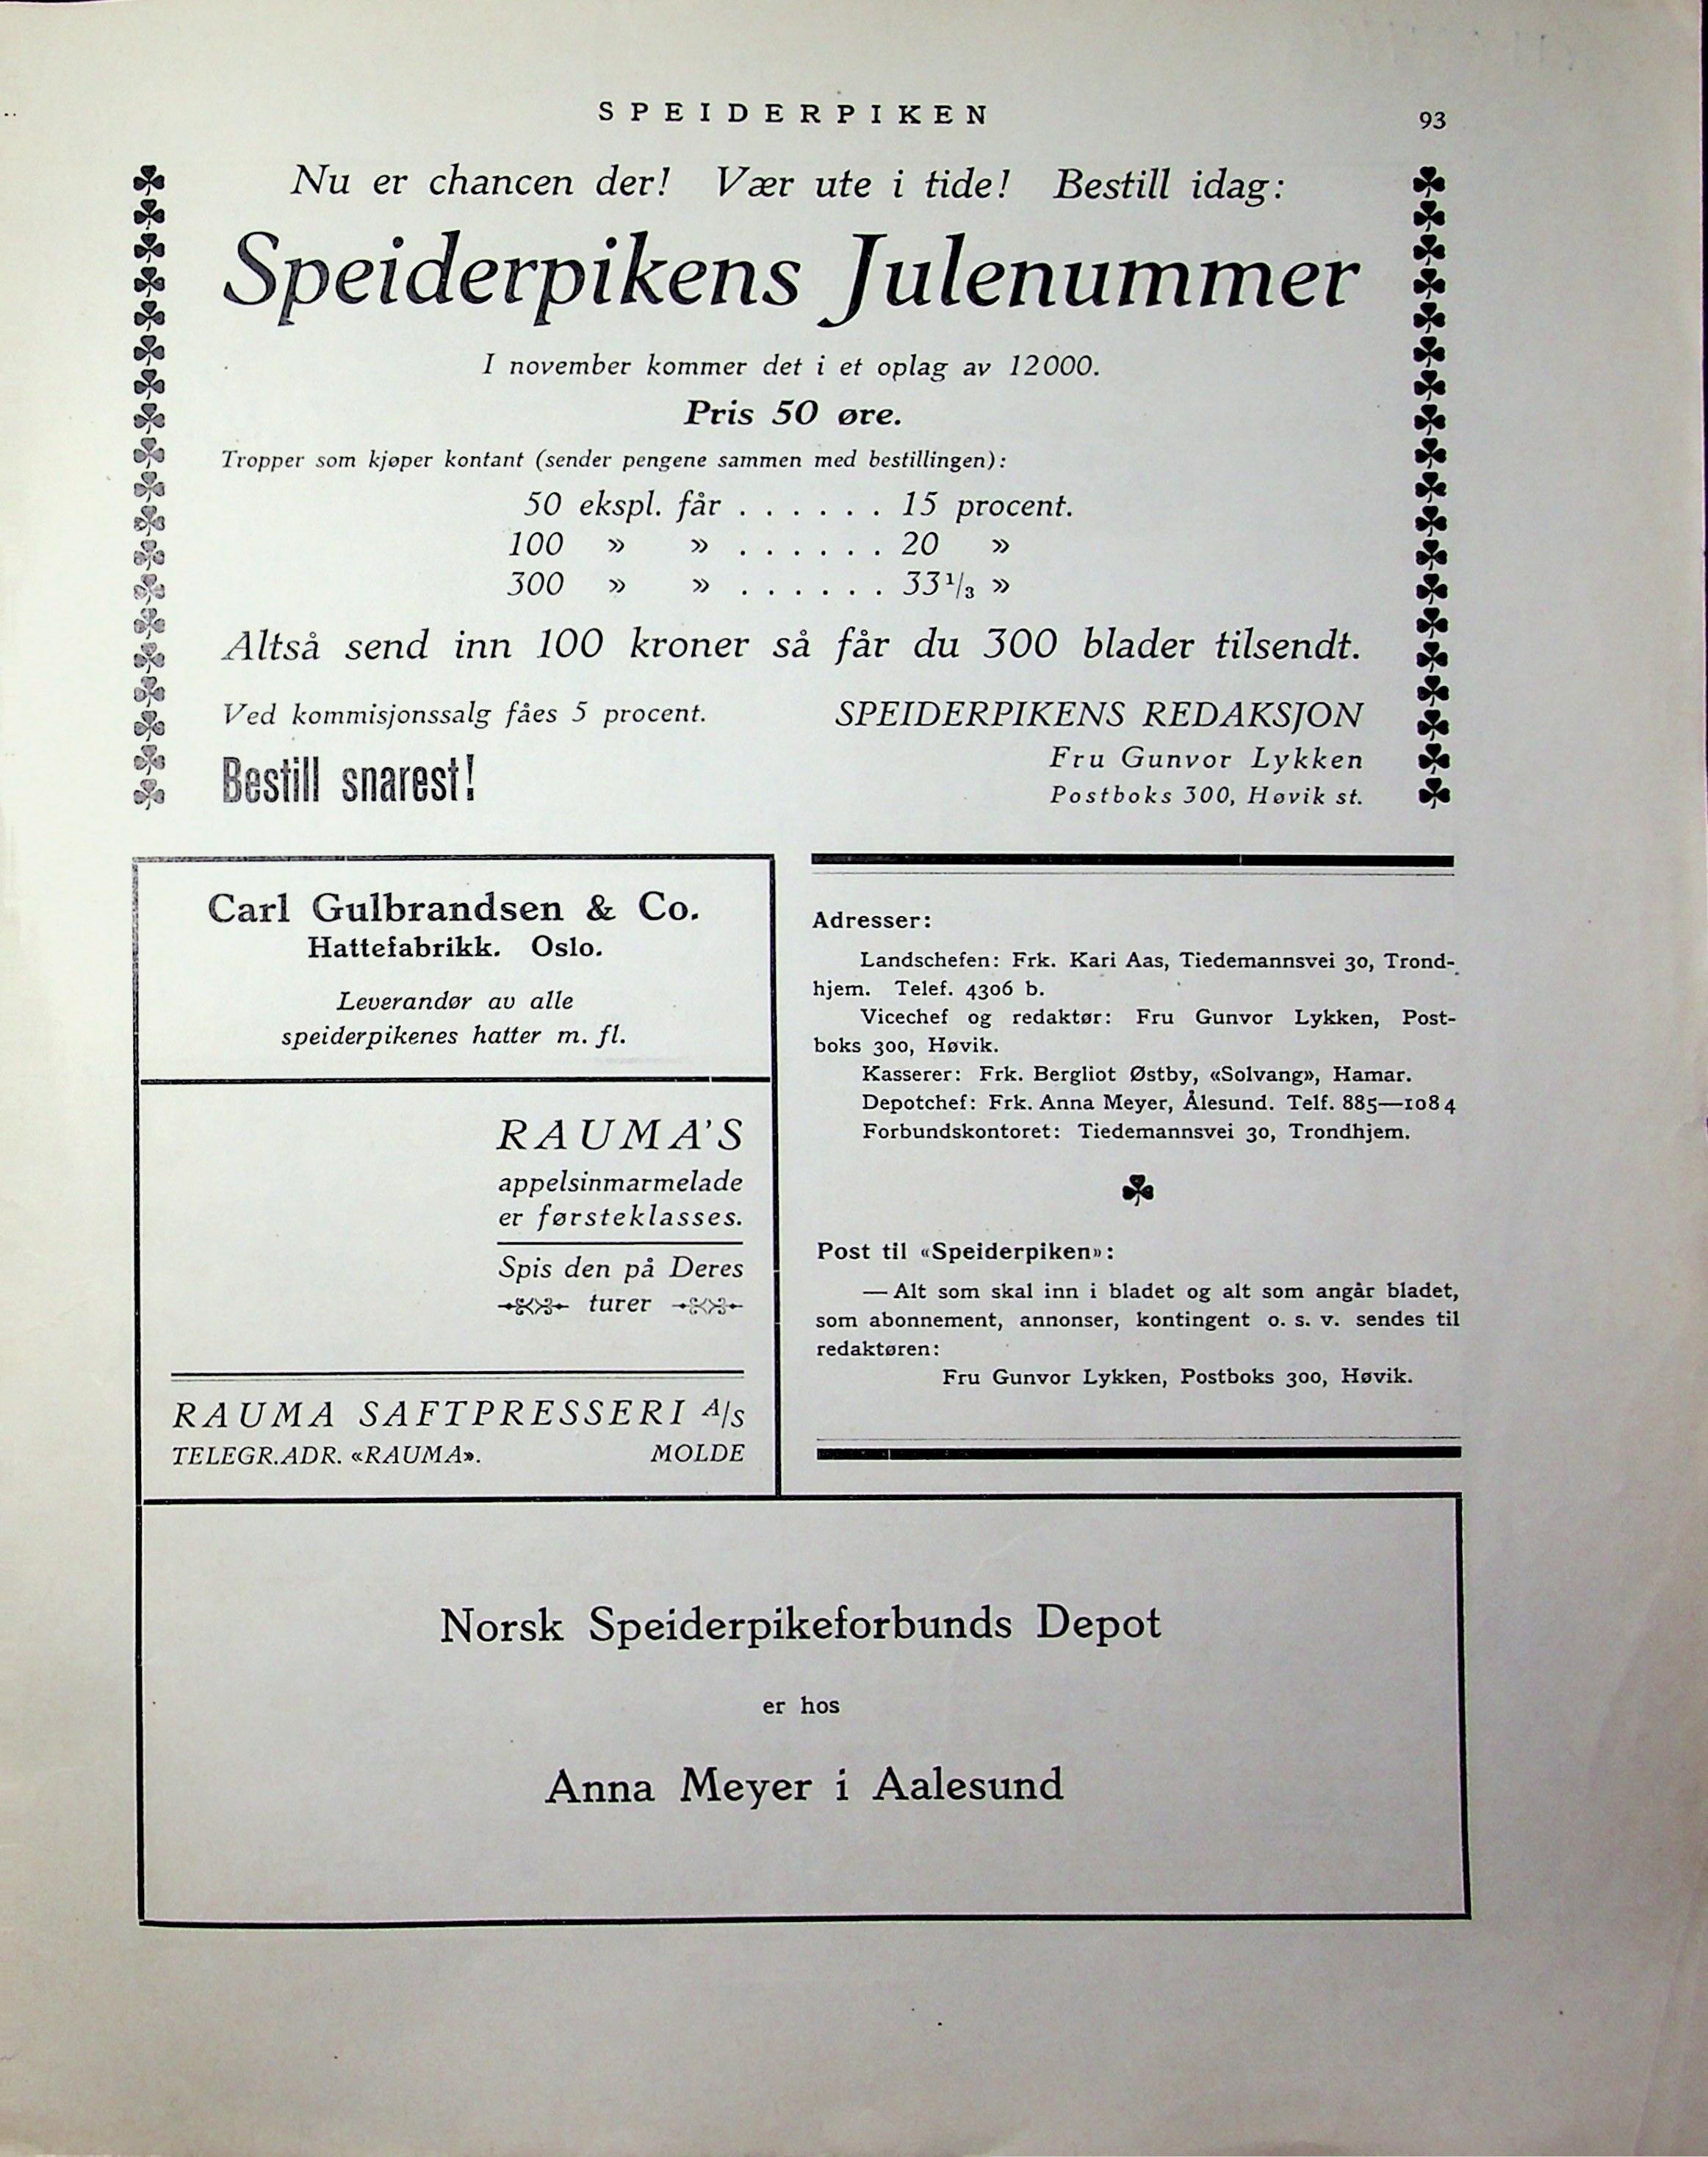 SPEIDERPIKEN
93
Nu er chancen der! Vær ute i tide! Bestill idag:
Speiderpikens Julenummer
I november kommer det i et oplag av 12000.
Pris 50 øre.
Tropper som kjøper kontant (sender pengene sammen med bestillingen):
50 ekspl. får . . . . . . 15 procent.
100 » » . . . . . . 20 »
300 » » . . . . . . 33¹/₃ »
Altså send inn 100 kroner så får du 300 blader tilsendt.
Ved kommisjonssalg fåes 5 procent.
Bestill snarest!
SPEIDERPIKENS REDAKSJON
Fru Gunvor Lykken
Postboks 300, Høvik st.
Carl Gulbrandsen & Co.
Hattefabrikk. Oslo.
Leverandør av alle
speiderpikenes hatter m. fl.
RAUMA'S
appelsinmarmelade
er førsteklasses.
Spis den på Deres
turer
RAUMA SAFTPRESSERI A/S
TELEGR.ADR. «RAUMA». MOLDE
Adresser:
Landschefen: Frk. Kari Aas, Tiedemannsvei 30, Trond-
hjem. Telef. 4306 b.
Vicechef og redaktør: Fru Gunvor Lykken, Post-
boks 300, Høvik.
Kasserer: Frk. Bergliot Østby, «Solvang», Hamar.
Depotchef: Frk. Anna Meyer, Ålesund. Telf. 885—1084
Forbundskontoret: Tiedemannsvei 30, Trondhjem.
Post til «Speiderpiken»:
— Alt som skal inn i bladet og alt som angår bladet,
som abonnement, annonser, kontingent o. s. v. sendes til
redaktøren:
Fru Gunvor Lykken, Postboks 300, Høvik.
Norsk Speiderpikeforbunds Depot
er hos
Anna Meyer i Aalesund